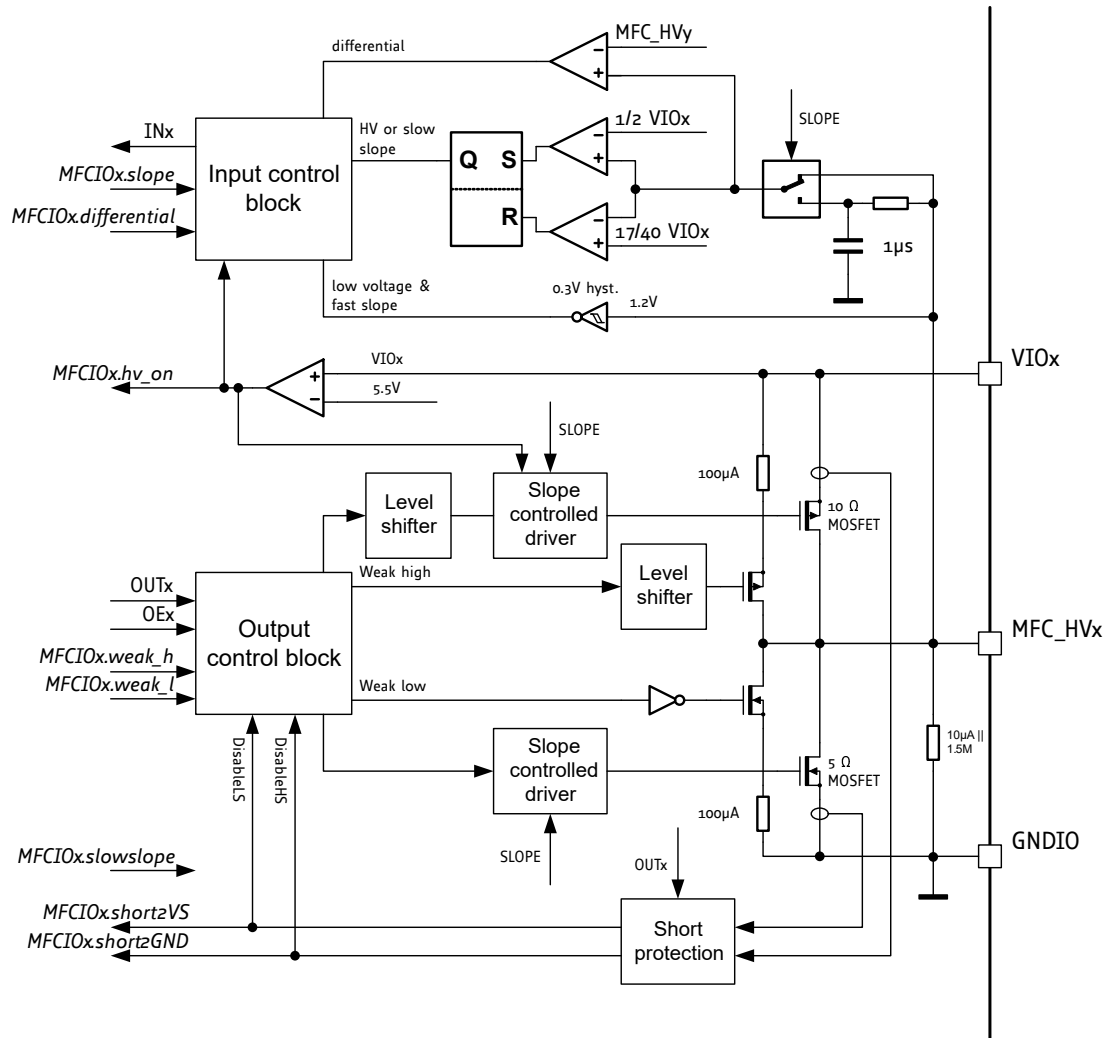 MFC_HVy
differential
−
+
SLOPE
INx
HV or slow
slope
1/2 VIOx
−
+
Q S
MFCIOx.slope
Input control
block
MFCIOx.differential
R
−
+
17/40 VIOx
1µs
low voltage &
fast slope
0.3V hyst.
1.2V
VIOx
VIOx
MFCIOx.hv_on
+
−
5.5V
SLOPE
100µA
Level
shifter
Slope
controlled
driver
10 Ω
MOSFET
Weak high
Level
shifter
OUTx
OEx
Output
control block
MFC_HVx
MFCIOx.weak_h
MFCIOx.weak_l
Weak low
DisableLS
DisableHS
Slope
controlled
driver
5 Ω
MOSFET
10µA ||
1.5M
100µA
SLOPE
GNDIO
MFCIOx.slowslope
OUTx
MFCIOx.short2VS
MFCIOx.short2GND
Short
protection